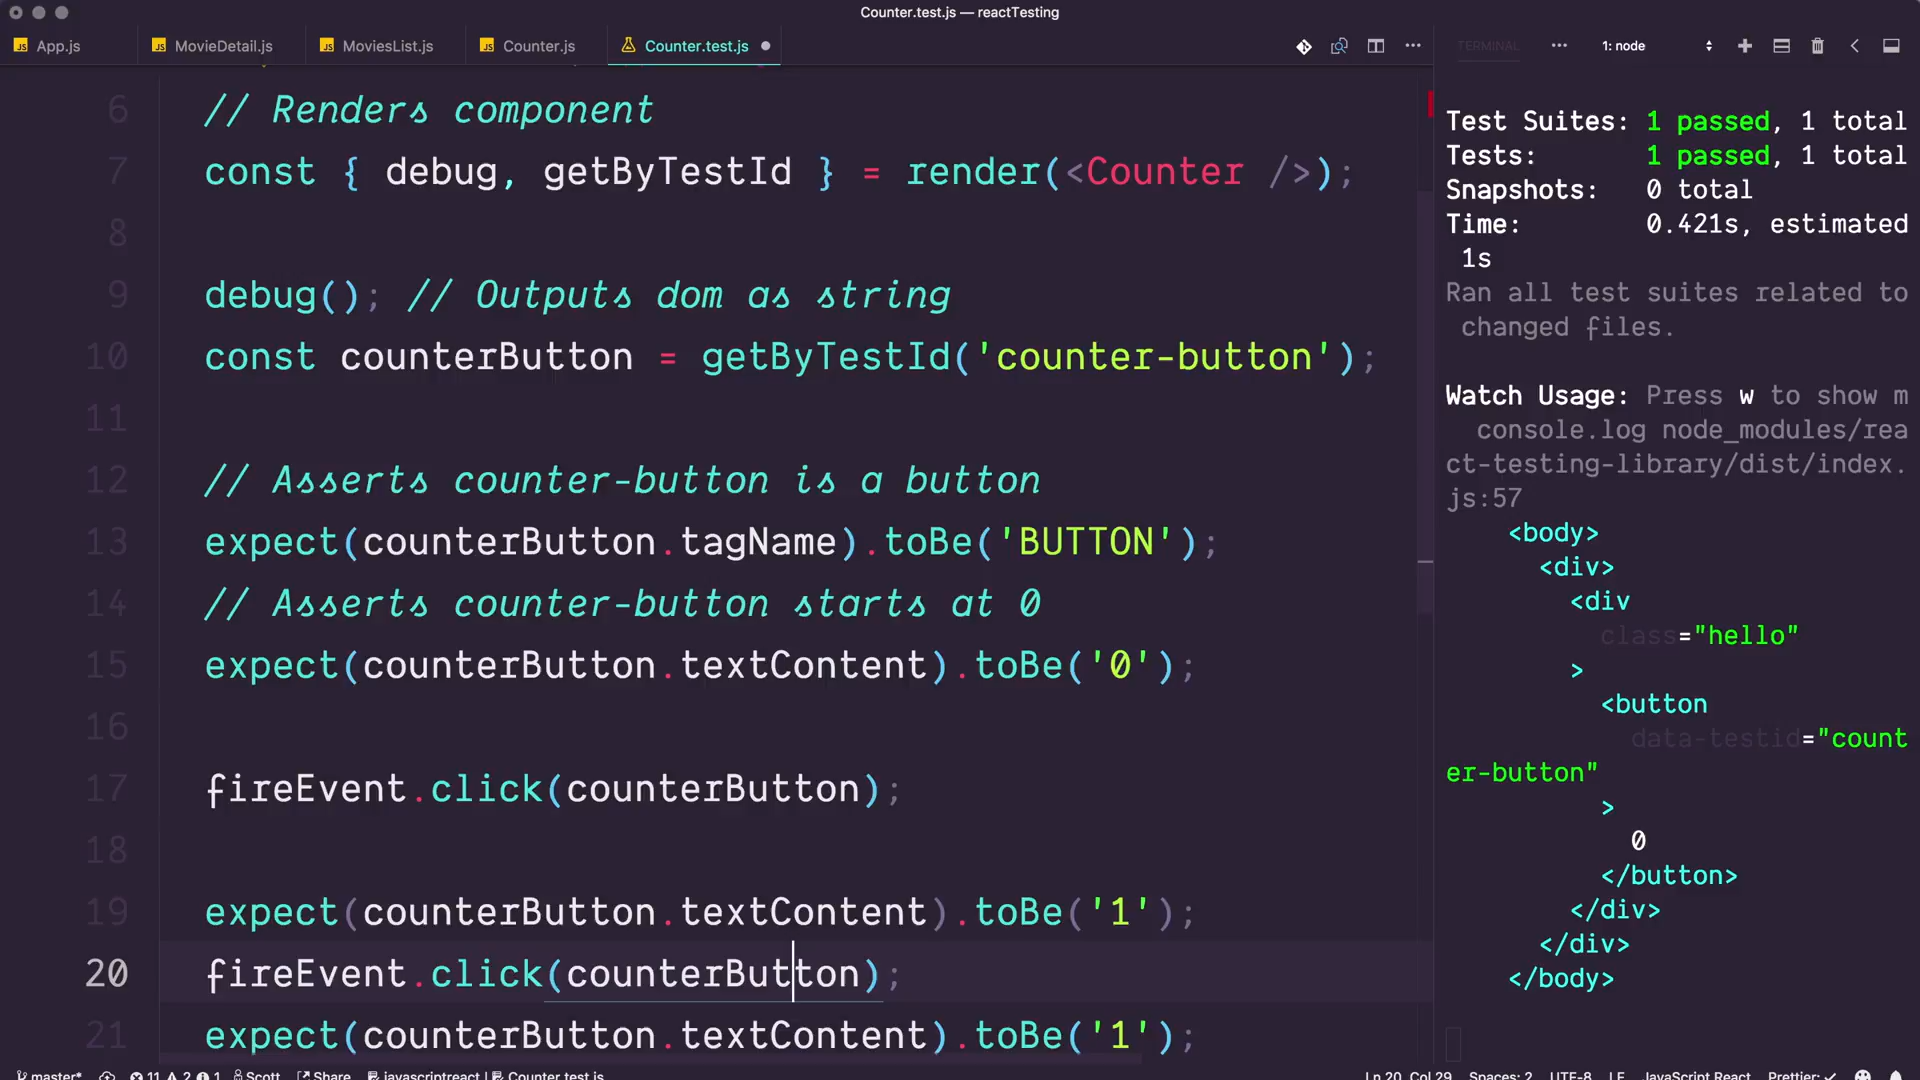 Counter.test.js — reactTesting
App.js
MovieDetail.js
MoviesList.js
Counter.js
Counter.test.js
TERMINAL
1: node
6 // Renders component
7 const { debug, getByTestId } = render(<Counter />);
8
9 debug(); // Outputs dom as string
10 const counterButton = getByTestId('counter-button');
11
12 // Asserts counter-button is a button
13 expect(counterButton.tagName).toBe('BUTTON');
14 // Asserts counter-button starts at 0
15 expect(counterButton.textContent).toBe('0');
16
17 fireEvent.click(counterButton);
18
19 expect(counterButton.textContent).toBe('1');
20 fireEvent.click(counterButton);
21 expect(counterButton.textContent).toBe('1');
Test Suites: 1 passed, 1 total
Tests: 1 passed, 1 total
Snapshots: 0 total
Time: 0.421s, estimated
1s
Ran all test suites related to
changed files.
Watch Usage: Press w to show m
console.log node_modules/rea
ct-testing-library/dist/index.
js:57
<body>
<div>
<div
class="hello"
>
<button
data-testid="count
er-button"
>
0
</button>
</div>
</div>
</body>
master* 11 2 1 Scott Share javascriptreact | Counter.test.js
Ln 20, Col 29 Spaces: 2 UTF-8 LF JavaScript React Prettier: ✓